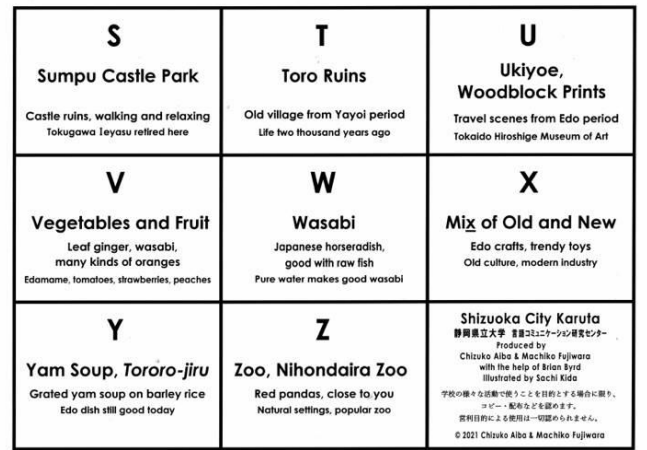 S
Sumpu Castle Park
Castle ruins, walking and relaxing
Tokugawa Ieyasu retired here
T
Toro Ruins
Old village from Yayoi period
Life two thousand years ago
U
Ukiyoe,
Woodblock Prints
Travel scenes from Edo period
Tokaido Hiroshige Museum of Art
V
Vegetables and Fruit
Leaf ginger, wasabi,
many kinds of oranges
Edamame, tomatoes, strawberries, peaches
W
Wasabi
Japanese horseradish,
good with raw fish
Pure water makes good wasabi
X
Mix of Old and New
Edo crafts, trendy toys
Old culture, modern industry
Y
Yam Soup, Tororo-jiru
Grated yam soup on barley rice
Edo dish still good today
Z
Zoo, Nihondaira Zoo
Red pandas, close to you
Natural settings, popular zoo
Shizuoka City Karuta
静岡県立大学 言語コミュニケーション研究センター
Produced by
Chizuko Aiba & Machiko Fujiwara
with the help of Brian Byrd
Illustrated by Sachi Kida
学校の様々な活動で使うことを目的とする場合に限り、
コピー・配布などを認めます。
営利目的による使用は一切認められません。
© 2021 Chizuko Aiba & Machiko Fujiwara